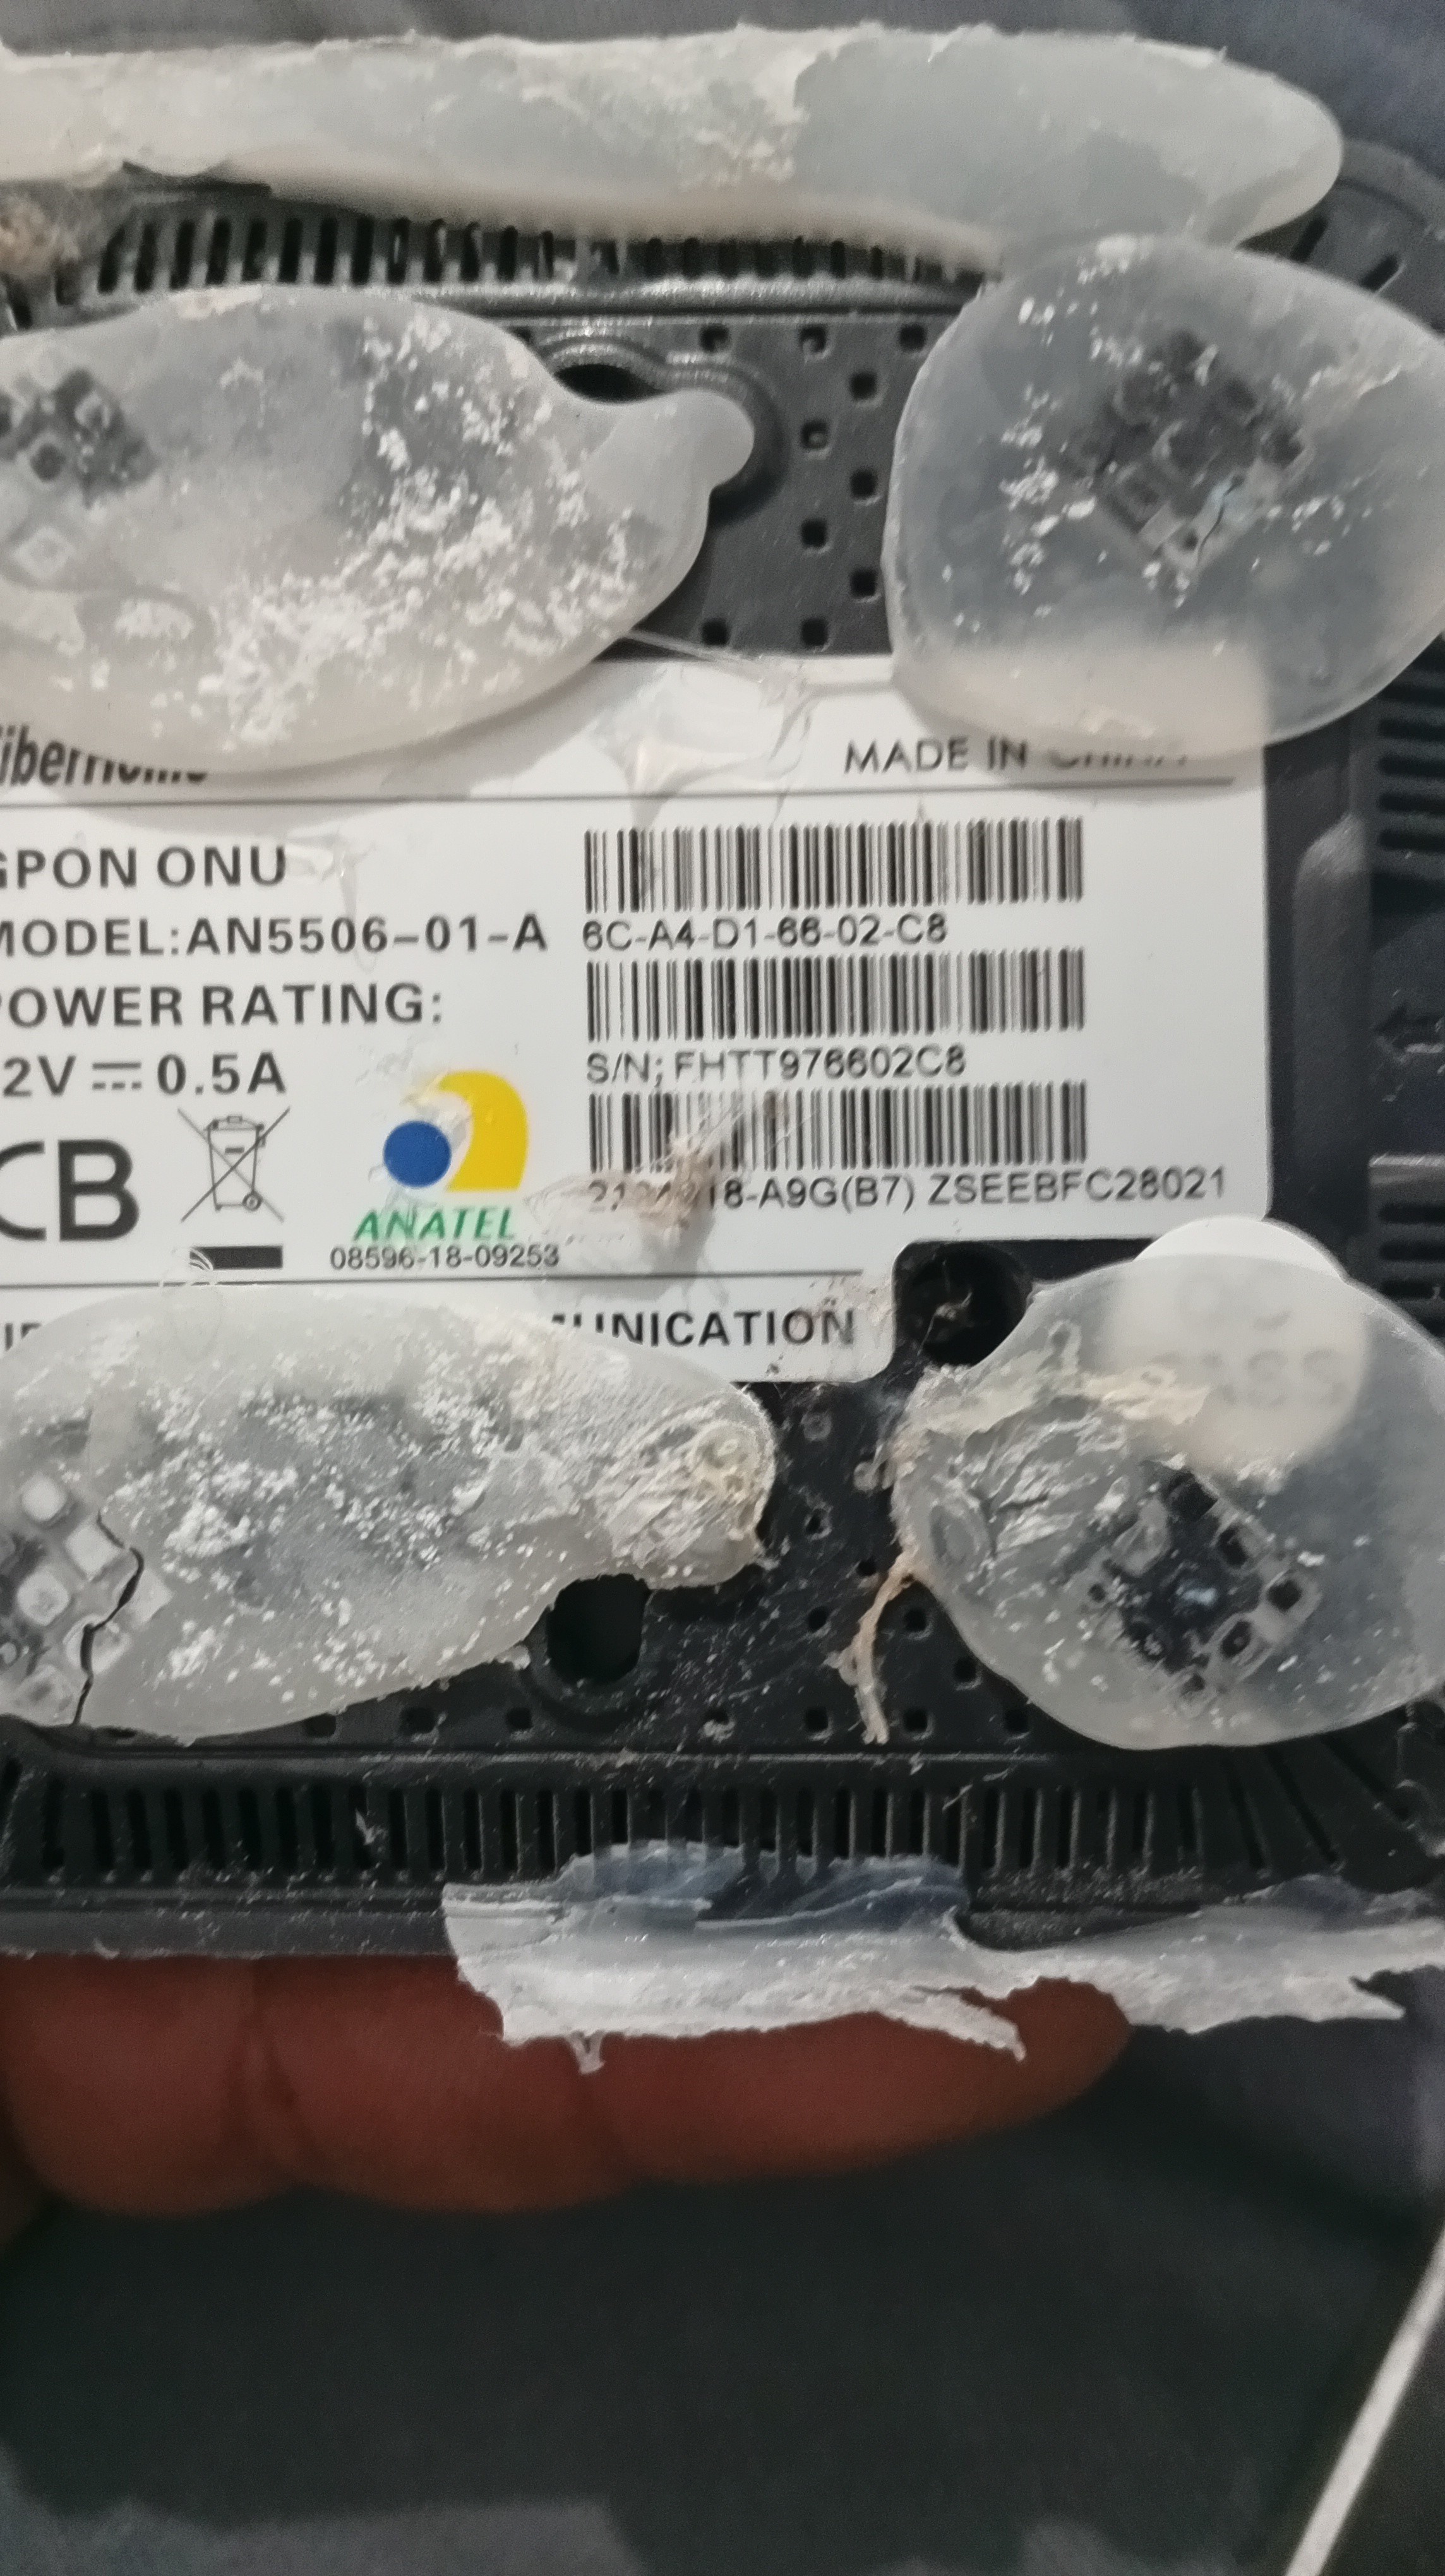 MADE IN
GPON ONU
MODEL:AN5506-01-A
6C-A4-D1-66-02-C8
POWER RATING:
S/N; FHTT976602C8
2V ⎓ 0.5A
18-A9G(B7) ZSEEBFC28021
ANATEL
08596-18-09253